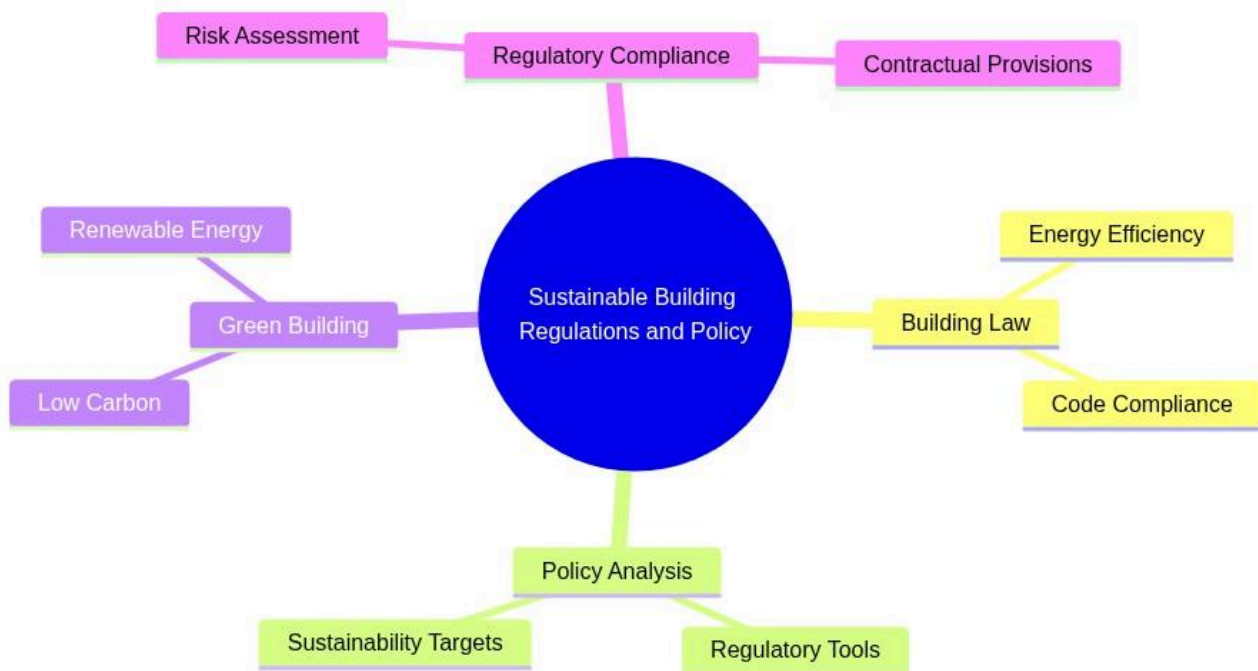 Risk Assessment
Regulatory Compliance
Contractual Provisions
Renewable Energy
Energy Efficiency
Sustainable Building
Regulations and Policy
Green Building
Building Law
Low Carbon
Code Compliance
Policy Analysis
Sustainability Targets
Regulatory Tools